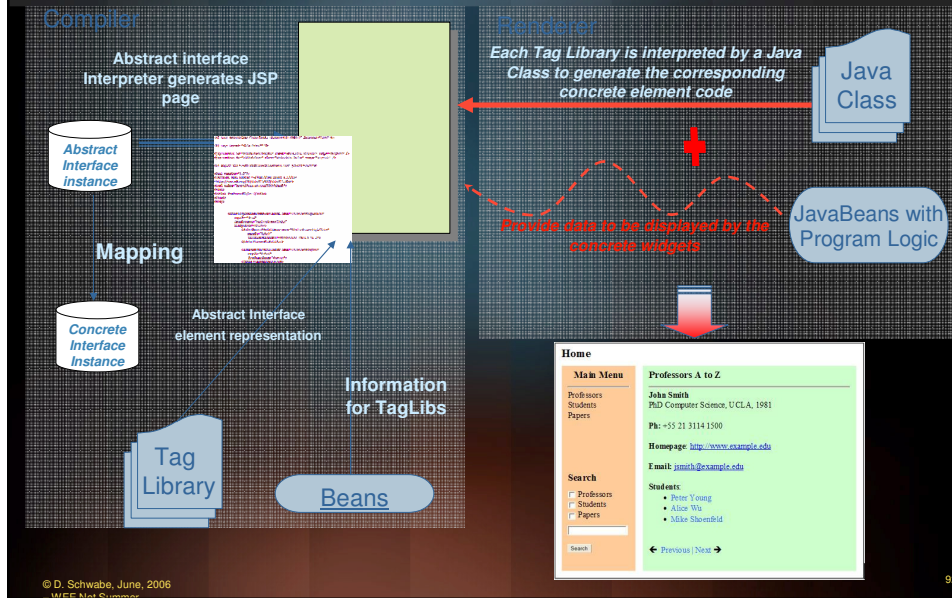 Compiler
Abstract interface
Interpreter generates JSP
page
Abstract
Interface
instance
Mapping
Concrete
Interface
Instance
Abstract Interface
element representation
Information
for TagLibs
Tag
Library
Beans
Renderer
Each Tag Library is interpreted by a Java
Class to generate the corresponding
concrete element code
Java
Class
JavaBeans with
Program Logic
Provide data to be displayed by the
concrete widgets
Home
Main Menu
Professors
Students
Papers
Search
Professors
Students
Papers
Search
Professors A to Z
John Smith
PhD Computer Science, UCLA, 1981
Ph: +55 21 3114 1500
Homepage: http://www.example.edu
Email: jsmith@example.edu
Students:
• Peter Young
• Alice Wu
• Mike Shoenfeld
← Previous | Next →
© D. Schwabe, June, 2006
9